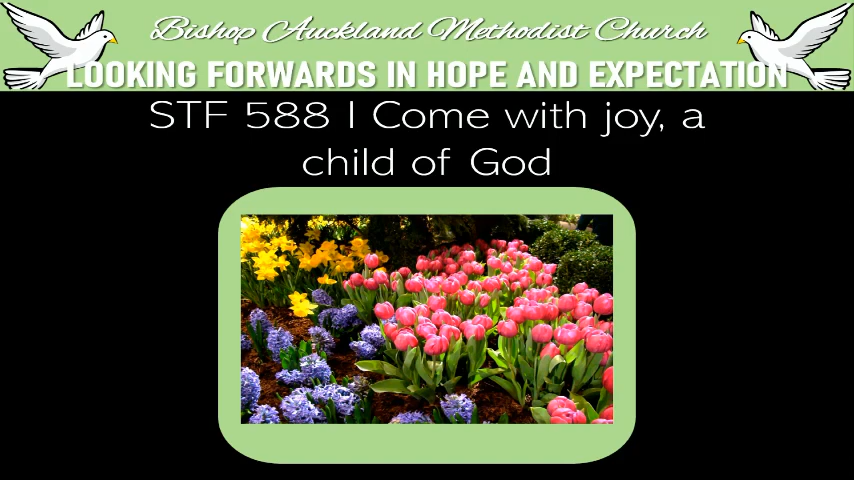 Bishop Auckland Methodist Church
LOOKING FORWARDS IN HOPE AND EXPECTATION
STF 588 I Come with joy, a
child of God